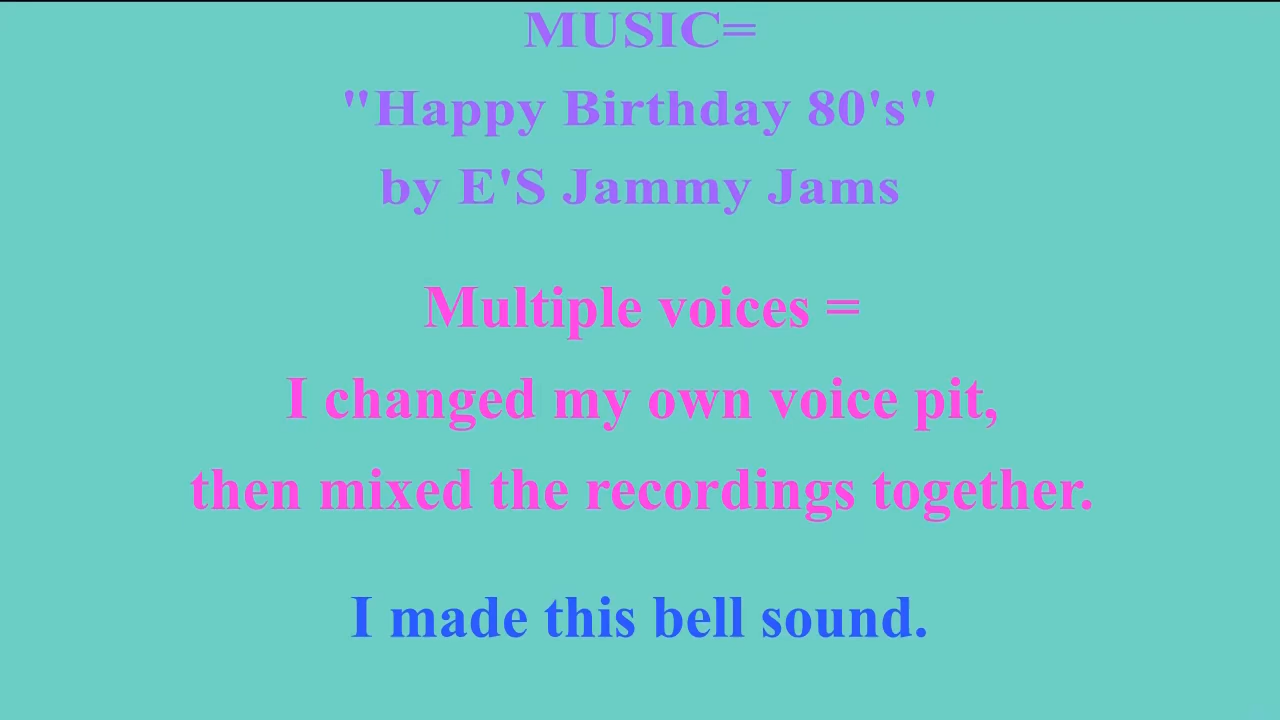 MUSIC=
"Happy Birthday 80's"
by E'S Jammy Jams
Multiple voices =
I changed my own voice pit,
then mixed the recordings together.
I made this bell sound.